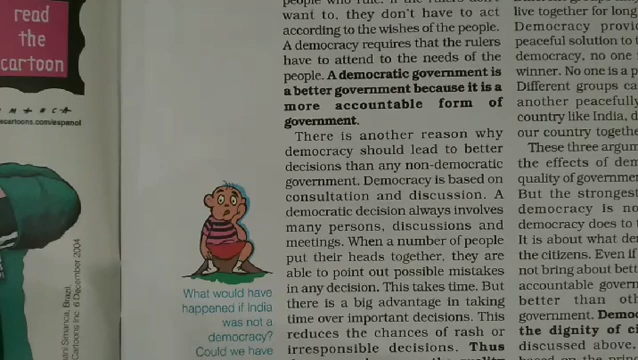 read
the
cartoon
cartoons.com/espanol
Simanca, Brazil,
Cartoons Inc. 6 December 2004
want to, they don't have to act
according to the wishes of the people.
A democracy requires that the rulers
have to attend to the needs of the
people. A democratic government is
a better government because it is a
more accountable form of
government.
There is another reason why
democracy should lead to better
decisions than any non-democratic
government. Democracy is based on
consultation and discussion. A
democratic decision always involves
many persons, discussions and
meetings. When a number of people
put their heads together, they are
able to point out possible mistakes
in any decision. This takes time. But
there is a big advantage in taking
time over important decisions. This
reduces the chances of rash or
irresponsible decisions. Thus
What would have
happened if India
was not a
democracy?
Could we have
live together for long
Democracy provi
peaceful solution to t
democracy, no one i
winner. No one is a p
Different groups ca
another peacefully
country like India, d
our country togethe
These three argum
the effects of dem
quality of governme
But the strongest
democracy is no
democracy does to t
It is about what dem
the citizens. Even if
not bring about bett
accountable govern
better than oth
government. Democ
the dignity of ci
discussed above,